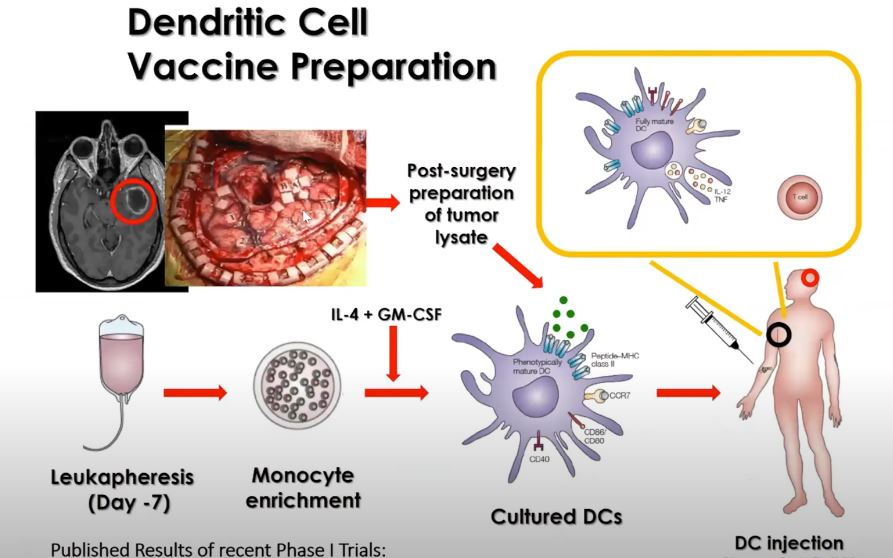 Dendritic Cell
Vaccine Preparation
Fully mature
DC
IL-12
TNF
T cell
Post-surgery
preparation
of tumor
lysate
IL-4 + GM-CSF
Phenotypically
mature DC
Peptide–MHC
class II
CCR7
CD86/
CD80
CD40
Leukapheresis
(Day -7)
Monocyte
enrichment
Cultured DCs
DC injection
Published Results of recent Phase I Trials: